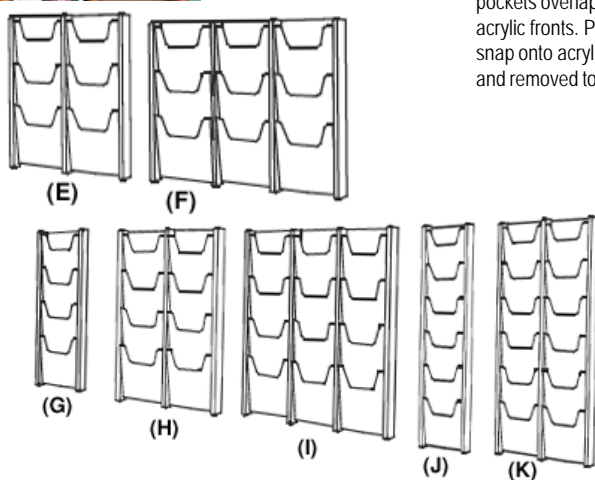 pockets overlap
acrylic fronts. P
snap onto acryl
and removed to
(E)
(F)
(G)
(H)
(I)
(J)
(K)